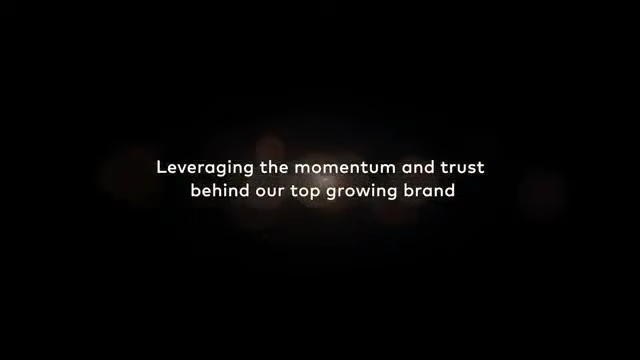 Leveraging the momentum and trust
behind our top growing brand